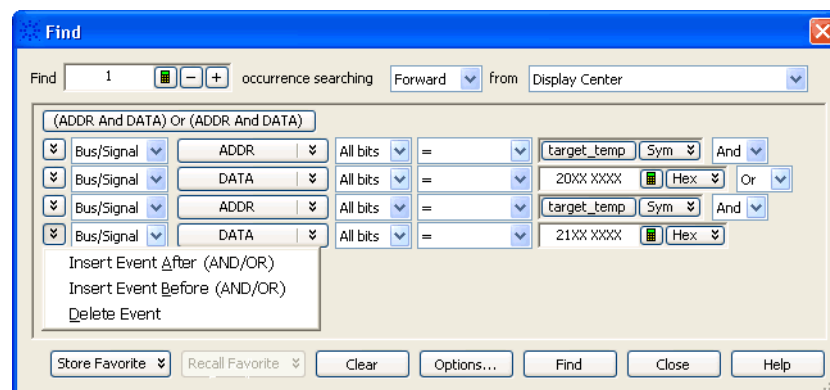 Find
Find 1 − + occurrence searching Forward from Display Center
(ADDR And DATA) Or (ADDR And DATA)
Bus/Signal ADDR All bits = target_temp Sym And
Bus/Signal DATA All bits = 20XX XXXX Hex Or
Bus/Signal ADDR All bits = target_temp Sym And
Bus/Signal DATA All bits = 21XX XXXX Hex
Insert Event After (AND/OR)
Insert Event Before (AND/OR)
Delete Event
Store Favorite Recall Favorite Clear Options... Find Close Help